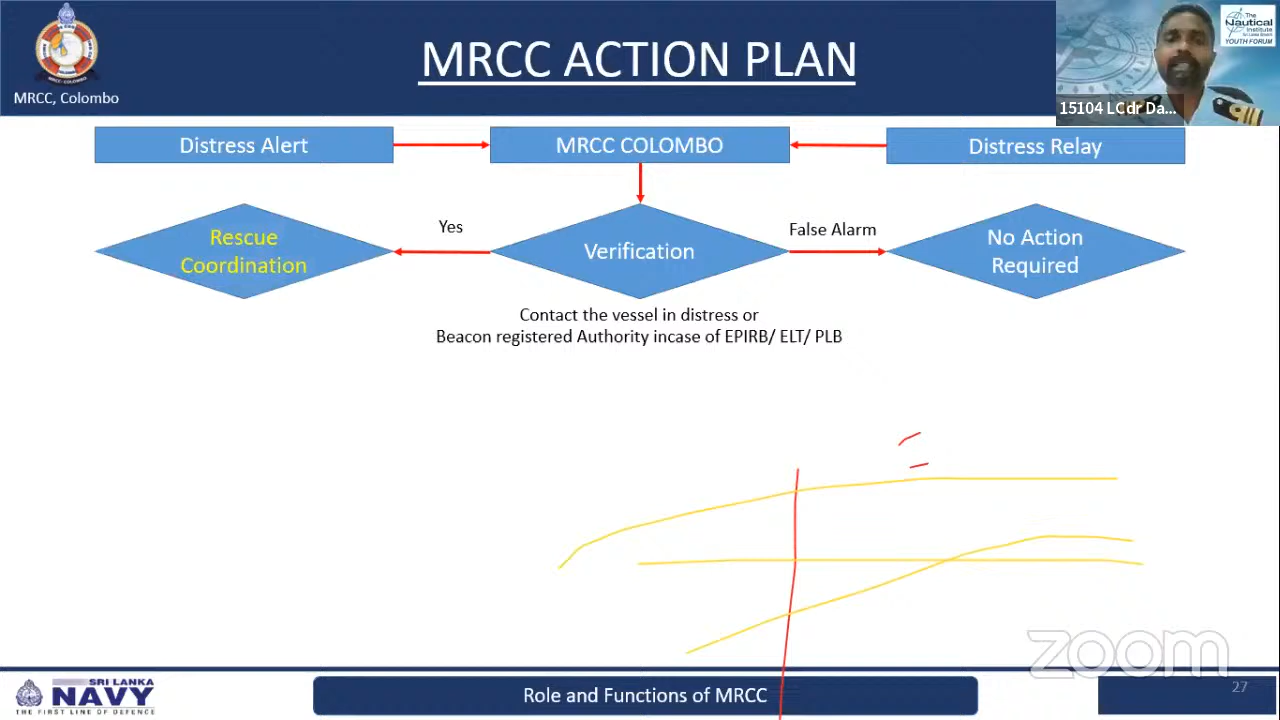 MRCC ACTION PLAN
MRCC, Colombo
The
Nautical
Institute
YOUTH FORUM
15104 LCdr Da...
Distress Alert
MRCC COLOMBO
Distress Relay
Yes
False Alarm
Rescue
Coordination
Verification
No Action
Required
Contact the vessel in distress or
Beacon registered Authority incase of EPIRB/ ELT/ PLB
zoom
SRI LANKA
NAVY
THE FIRST LINE OF DEFENCE
Role and Functions of MRCC
27